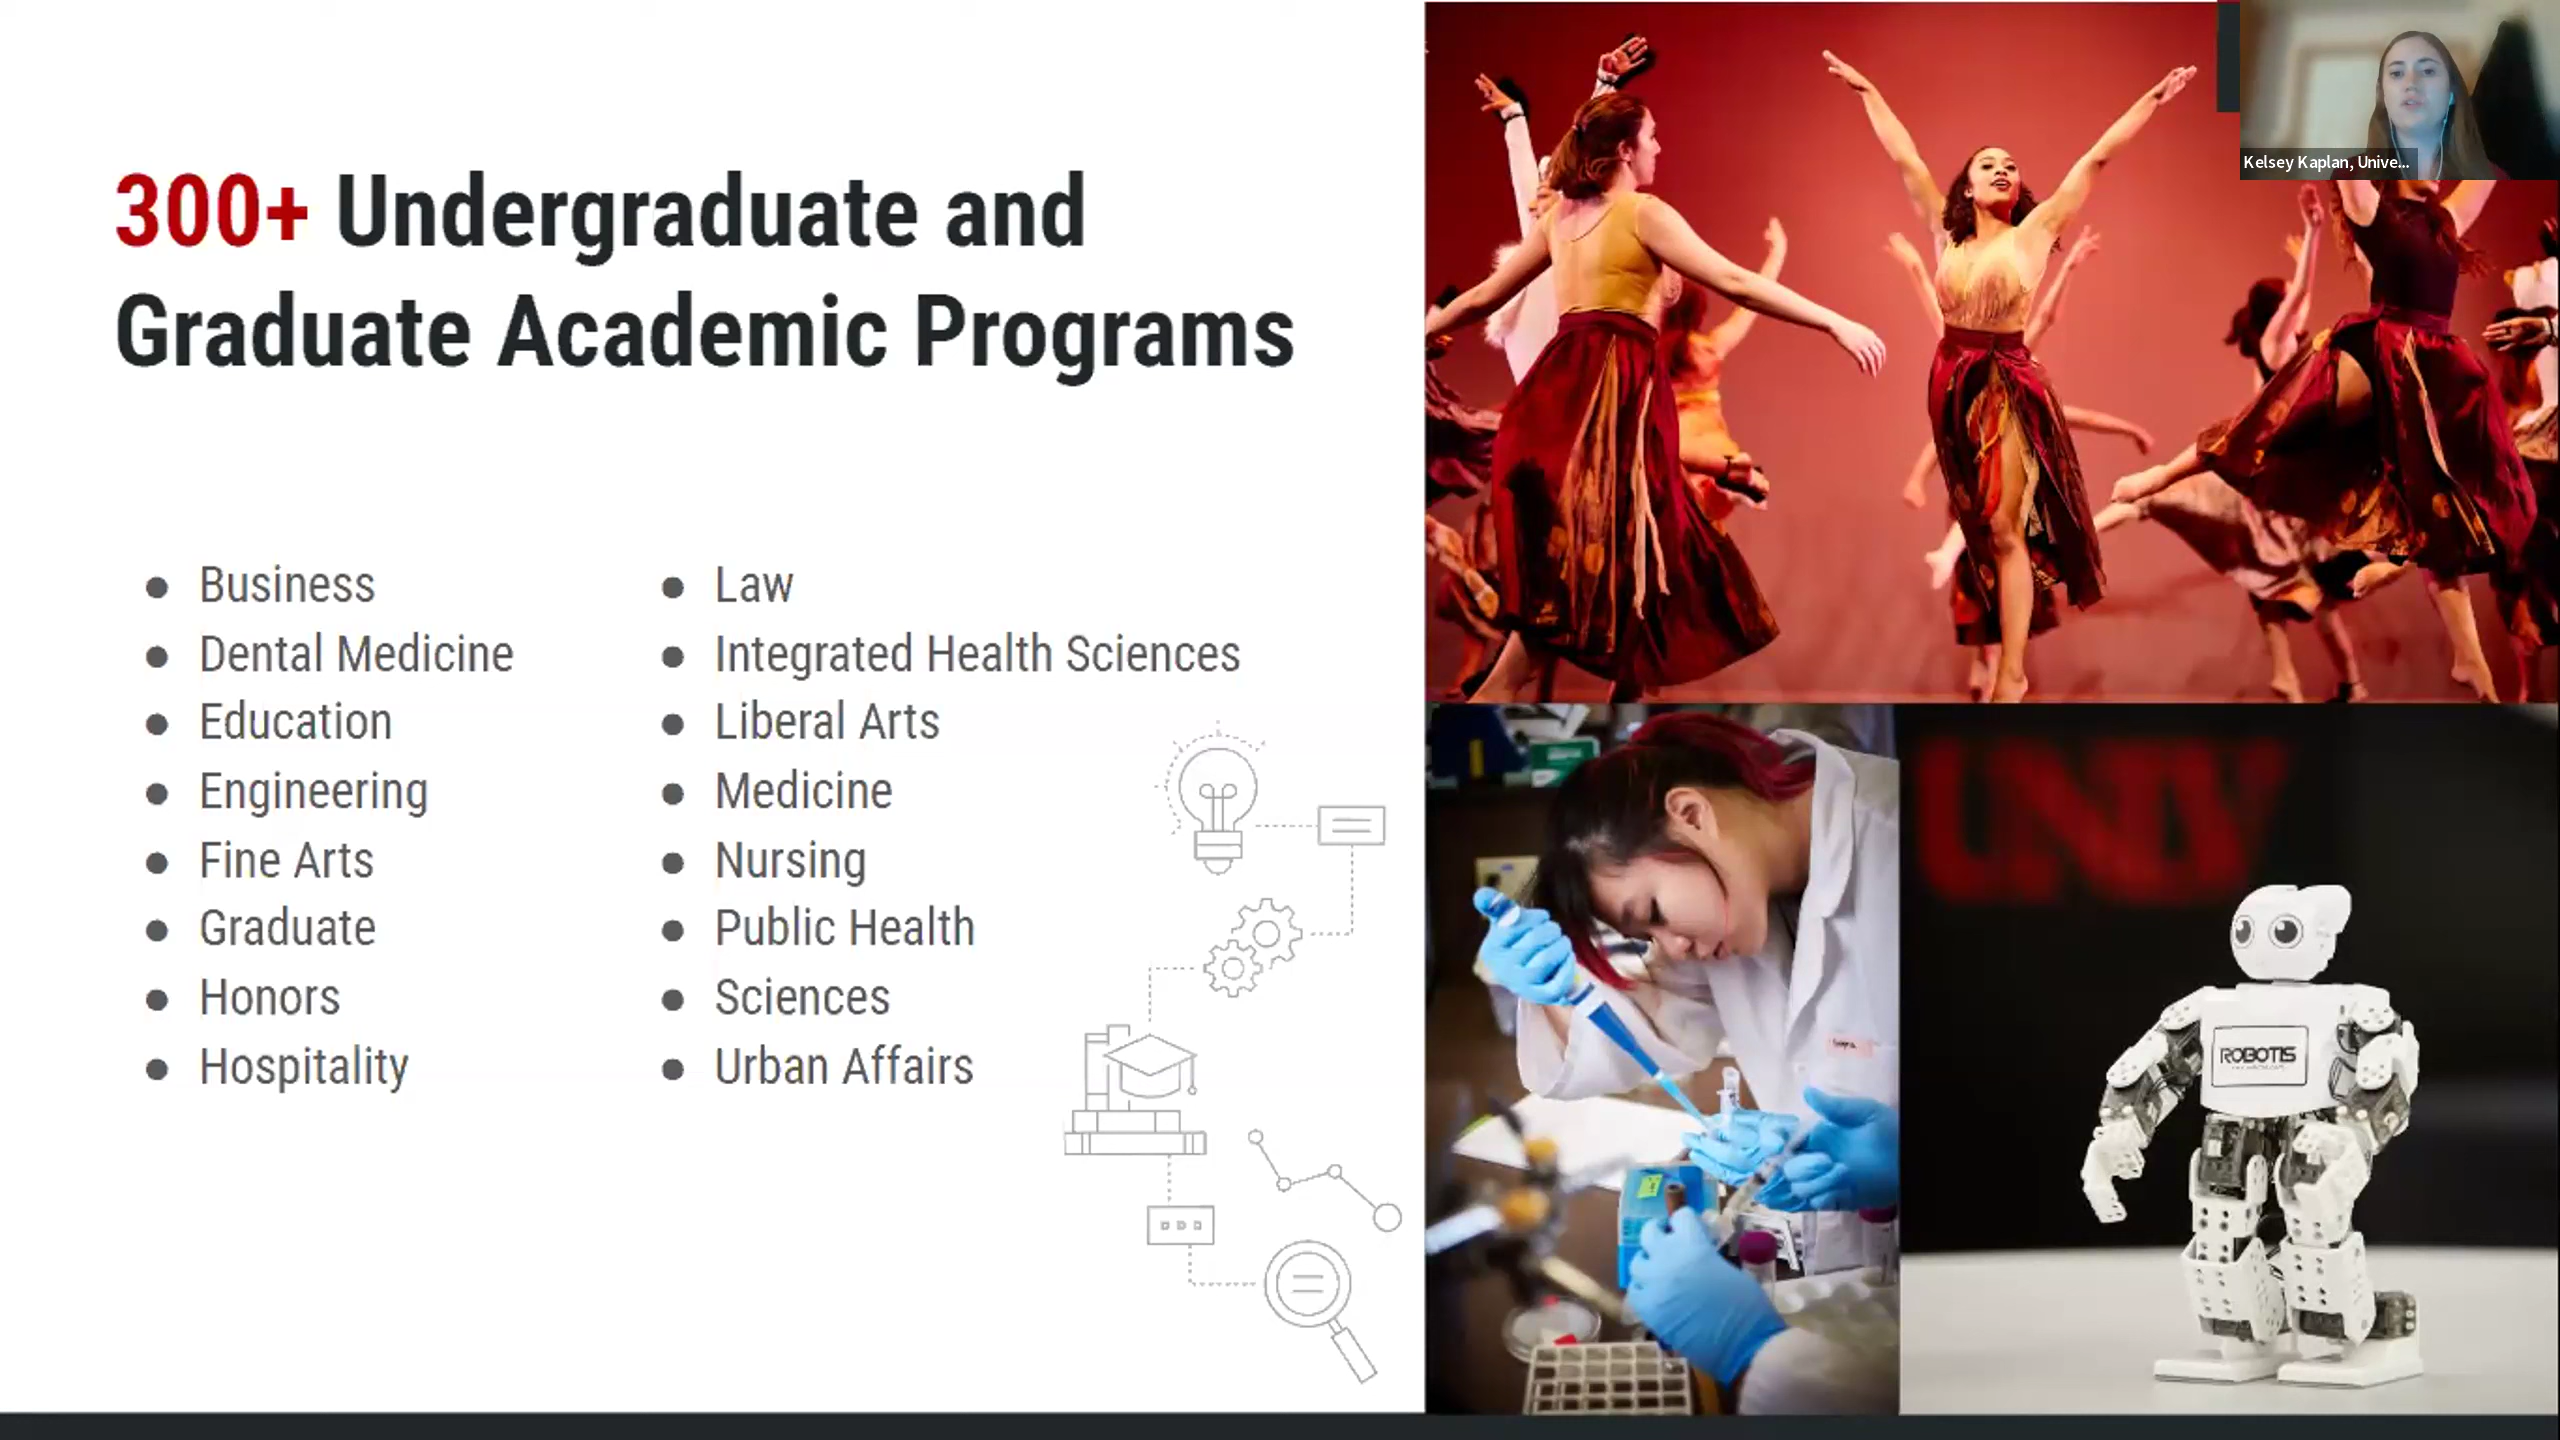 300+ Undergraduate and
Graduate Academic Programs
Business
Dental Medicine
Education
Engineering
Fine Arts
Graduate
Honors
Hospitality
Law
Integrated Health Sciences
Liberal Arts
Medicine
Nursing
Public Health
Sciences
Urban Affairs
Kelsey Kaplan, Unive...
UNLV
ROBOTIS